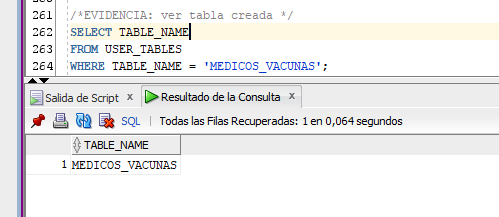 261 /*EVIDENCIA: ver tabla creada */
262 SELECT TABLE_NAME
263 FROM USER_TABLES
264 WHERE TABLE_NAME = 'MEDICOS_VACUNAS';
Salida de Script x Resultado de la Consulta x
SQL | Todas las Filas Recuperadas: 1 en 0,064 segundos
TABLE_NAME
1 MEDICOS_VACUNAS